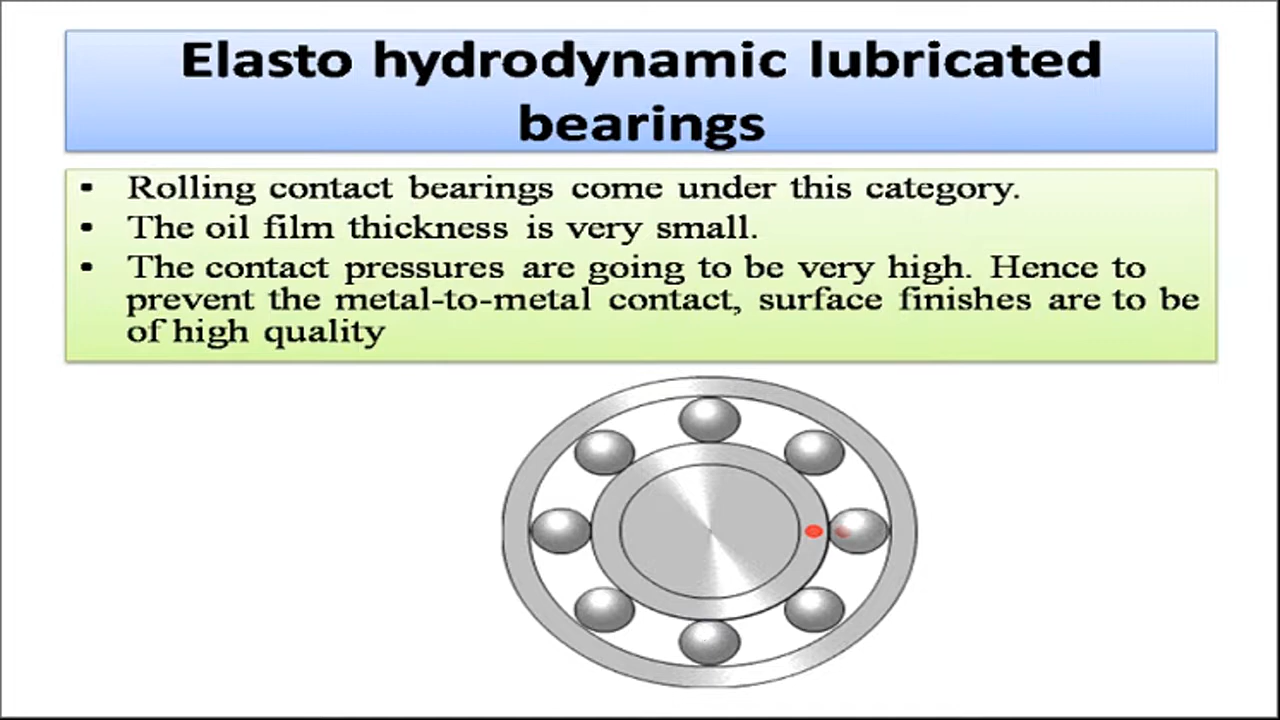 Elasto hydrodynamic lubricated
bearings
▪ Rolling contact bearings come under this category.
• The oil film thickness is very small.
• The contact pressures are going to be very high. Hence to
prevent the metal-to-metal contact, surface finishes are to be
of high quality